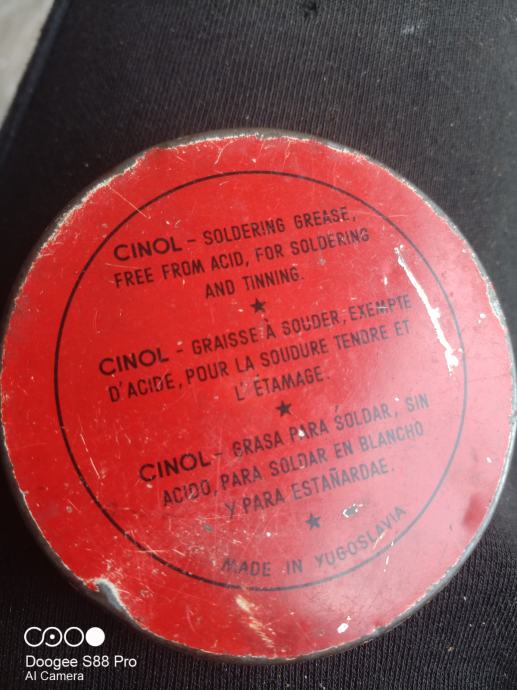 CINOL - SOLDERING GREASE,
FREE FROM ACID, FOR SOLDERING
AND TINNING.
★
CINOL - GRAISSE À SOUDER, EXEMPTE
D'ACIDE, POUR LA SOUDURE TENDRE ET
L'ÉTAMAGE.
★
CINOL - GRASA PARA SOLDAR, SIN
ACIDO, PARA SOLDAR EN BLANCHO
Y PARA ESTAÑARDAE.
★
MADE IN YUGOSLAVIA
Doogee S88 Pro
AI Camera